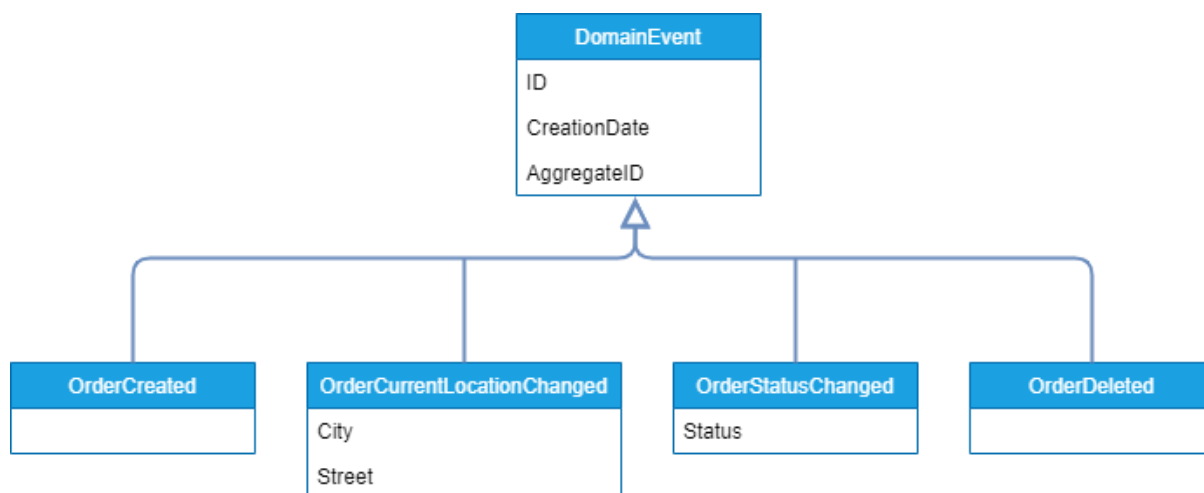 DomainEvent
ID
CreationDate
AggregateID
OrderCreated
OrderCurrentLocationChanged
City
Street
OrderStatusChanged
Status
OrderDeleted